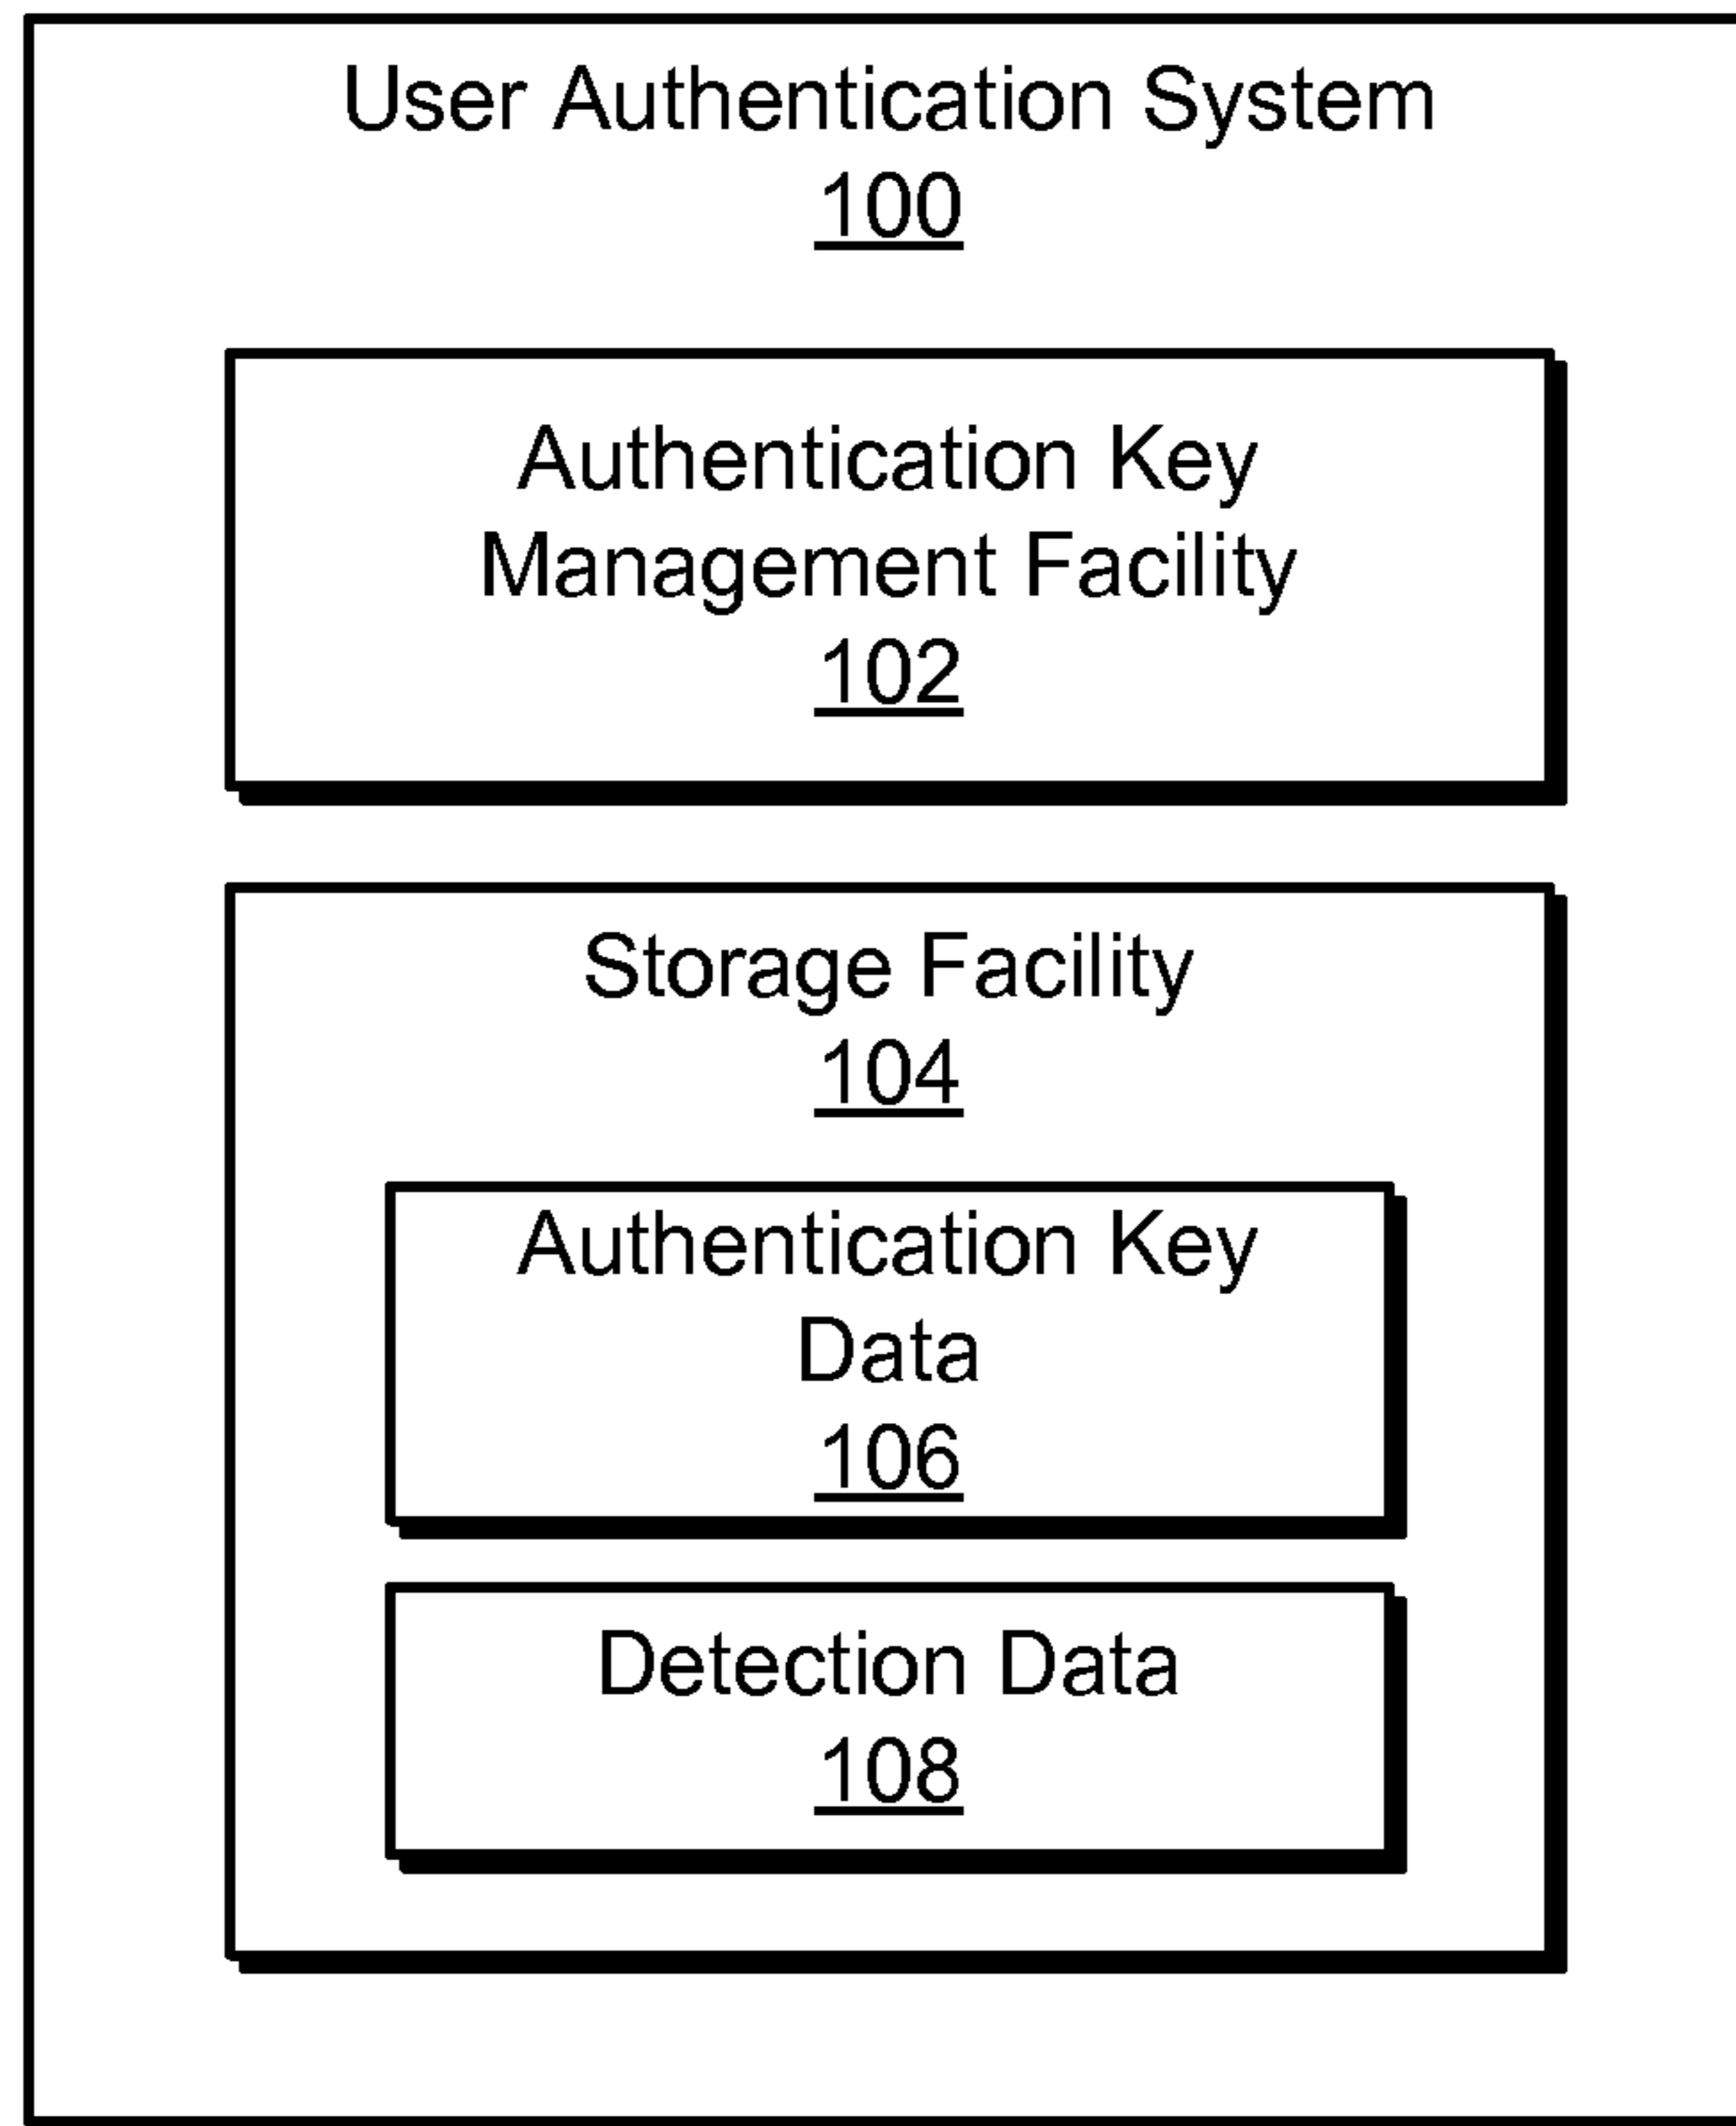 User Authentication System
100
Authentication Key
Management Facility
102
Storage Facility
104
Authentication Key
Data
106
Detection Data
108